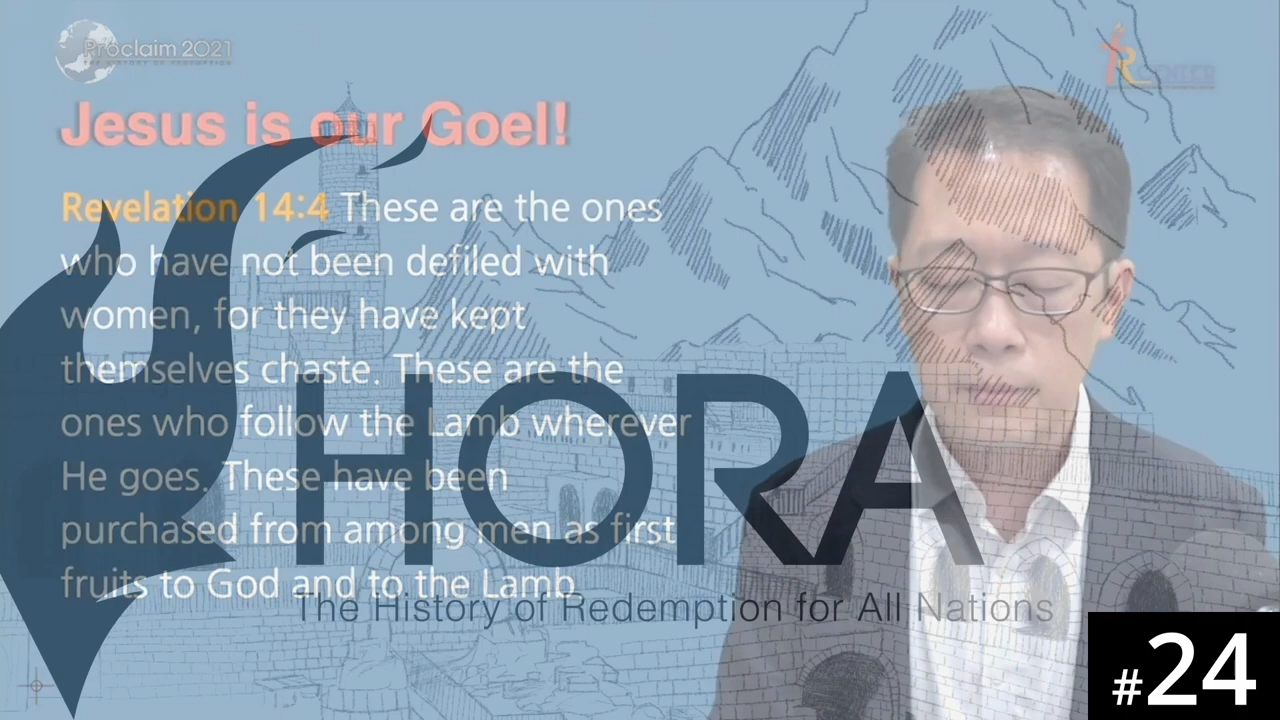 Proclaim 2021
THE HISTORY OF REDEMPTION
Jesus is our Goel!
Revelation 14:4 These are the ones
who have not been defiled with
women, for they have kept
themselves chaste. These are the
ones who follow the Lamb wherever
He goes. These have been
purchased from among men as first
fruits to God and to the Lamb
HORA
The History of Redemption for All Nations
#24